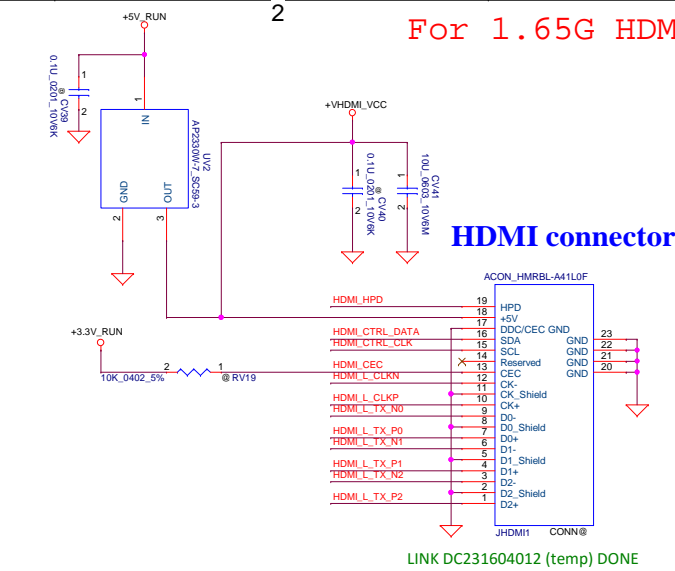 2
For 1.65G HDM
+5V_RUN
0.1U_0201_10V6K
@ CV39
1
2
1
IN
UV2
AP2330W-7_SC59-3
GND
OUT
2
3
+VHDMI_VCC
1
2
0.1U_0201_10V6K
@ CV40
1
2
10U_0603_10V6M
CV41
HDMI connector
ACON_HMRBL-A41L0F
HDMI_HPD 19 HPD
18 +5V
17 DDC/CEC GND
HDMI_CTRL_DATA 16 SDA GND 23
HDMI_CTRL_CLK 15 SCL GND 22
14 Reserved GND 21
HDMI_CEC 13 CEC GND 20
HDMI_L_CLKN 12 CK-
11 CK_Shield
HDMI_L_CLKP 10 CK+
HDMI_L_TX_N0 9 D0-
8 D0_Shield
HDMI_L_TX_P0 7 D0+
HDMI_L_TX_N1 6 D1-
5 D1_Shield
HDMI_L_TX_P1 4 D1+
HDMI_L_TX_N2 3 D2-
2 D2_Shield
HDMI_L_TX_P2 1 D2+
+3.3V_RUN
2 1
10K_0402_5% @ RV19
JHDMI1 CONN@
LINK DC231604012 (temp) DONE